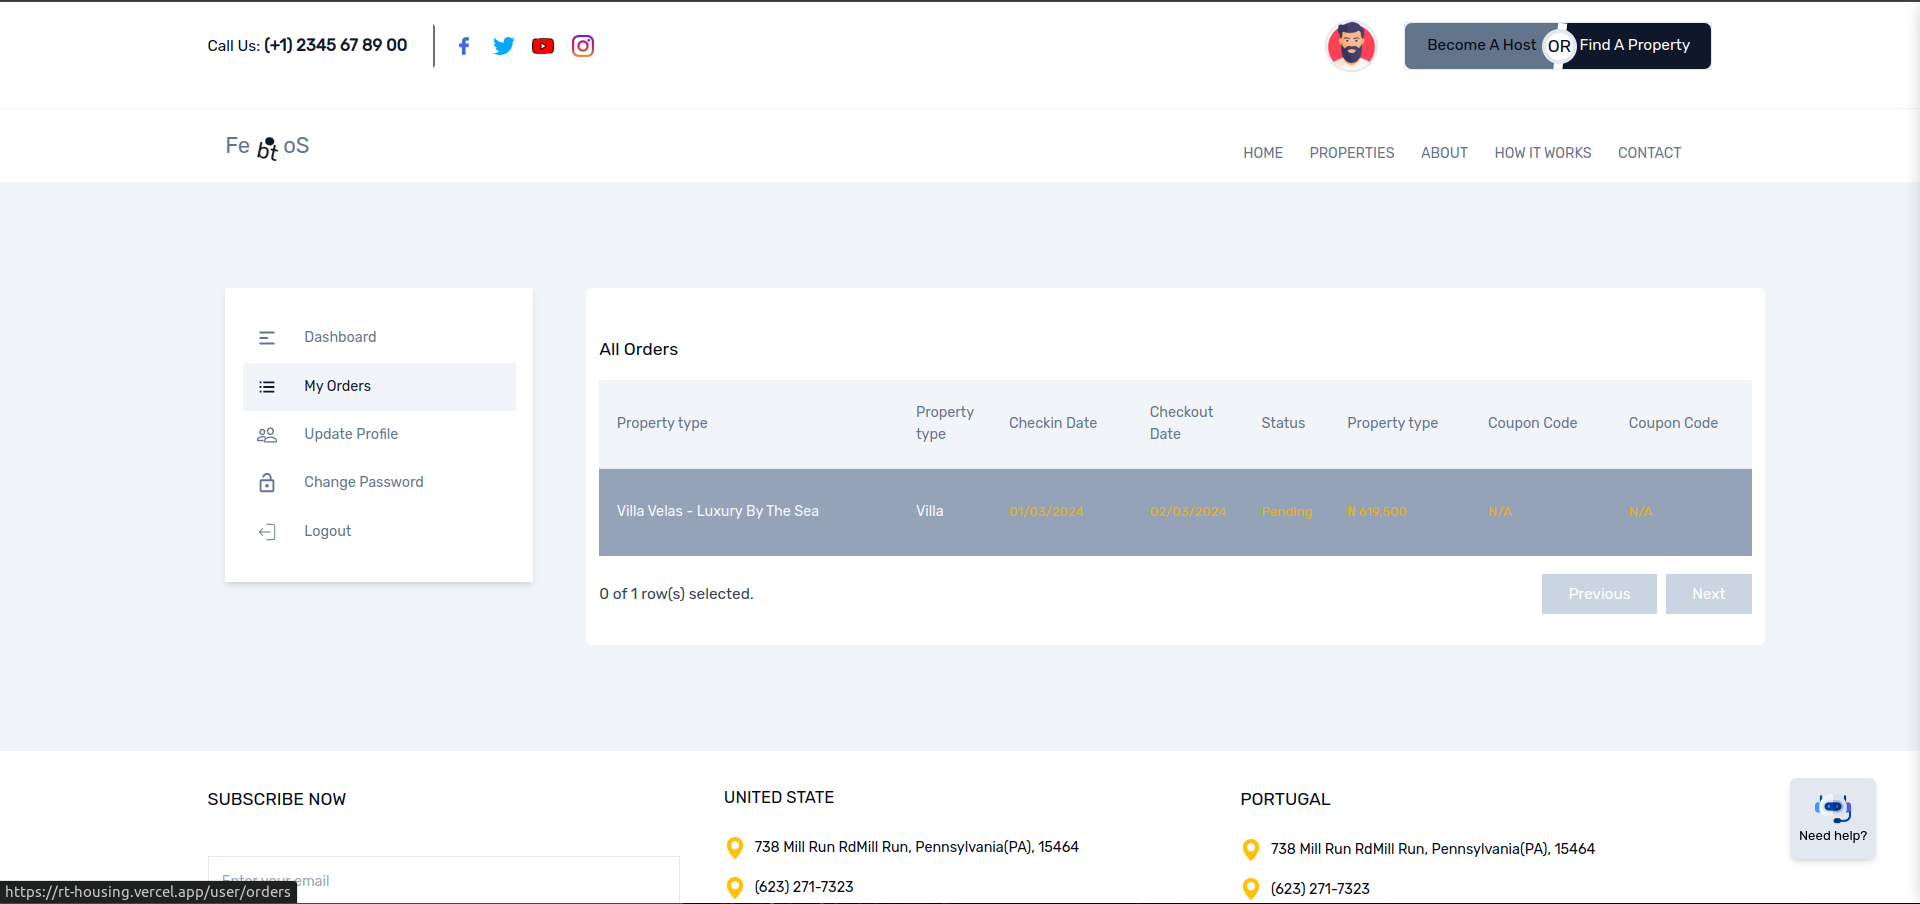 Call Us: (+1) 2345 67 89 00
Become A Host OR Find A Property
Fe bt oS
HOME PROPERTIES ABOUT HOW IT WORKS CONTACT
Dashboard
My Orders
Update Profile
Change Password
Logout
All Orders
Property type Property type Checkin Date Checkout Date Status Property type Coupon Code Coupon Code
Villa Velas - Luxury By The Sea Villa 01/03/2024 02/03/2024 Pending ₦ 619,500 N/A N/A
0 of 1 row(s) selected.
Previous Next
SUBSCRIBE NOW
Enter your email
UNITED STATE
738 Mill Run RdMill Run, Pennsylvania(PA), 15464
(623) 271-7323
PORTUGAL
738 Mill Run RdMill Run, Pennsylvania(PA), 15464
(623) 271-7323
Need help?
https://rt-housing.vercel.app/user/orders